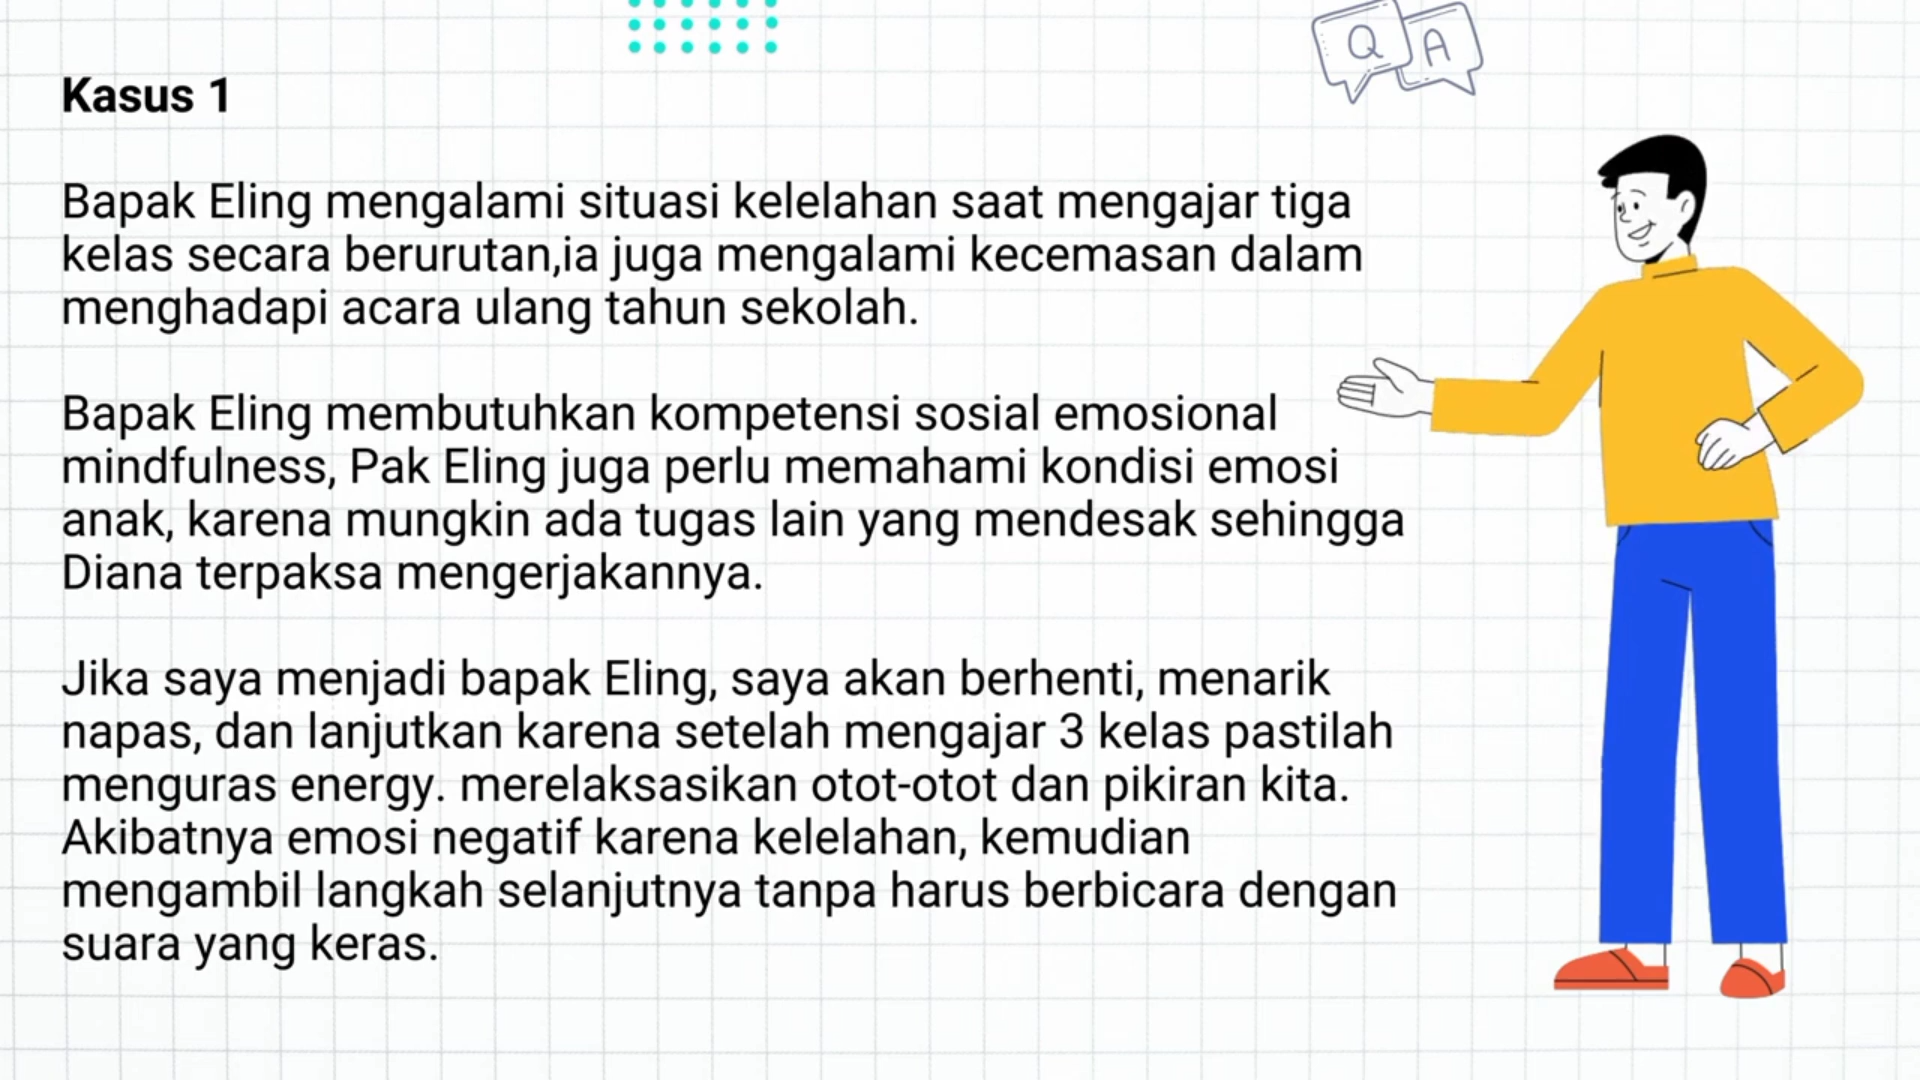 Q A
Kasus 1
Bapak Eling mengalami situasi kelelahan saat mengajar tiga
kelas secara berurutan,ia juga mengalami kecemasan dalam
menghadapi acara ulang tahun sekolah.
Bapak Eling membutuhkan kompetensi sosial emosional
mindfulness, Pak Eling juga perlu memahami kondisi emosi
anak, karena mungkin ada tugas lain yang mendesak sehingga
Diana terpaksa mengerjakannya.
Jika saya menjadi bapak Eling, saya akan berhenti, menarik
napas, dan lanjutkan karena setelah mengajar 3 kelas pastilah
menguras energy. merelaksasikan otot-otot dan pikiran kita.
Akibatnya emosi negatif karena kelelahan, kemudian
mengambil langkah selanjutnya tanpa harus berbicara dengan
suara yang keras.